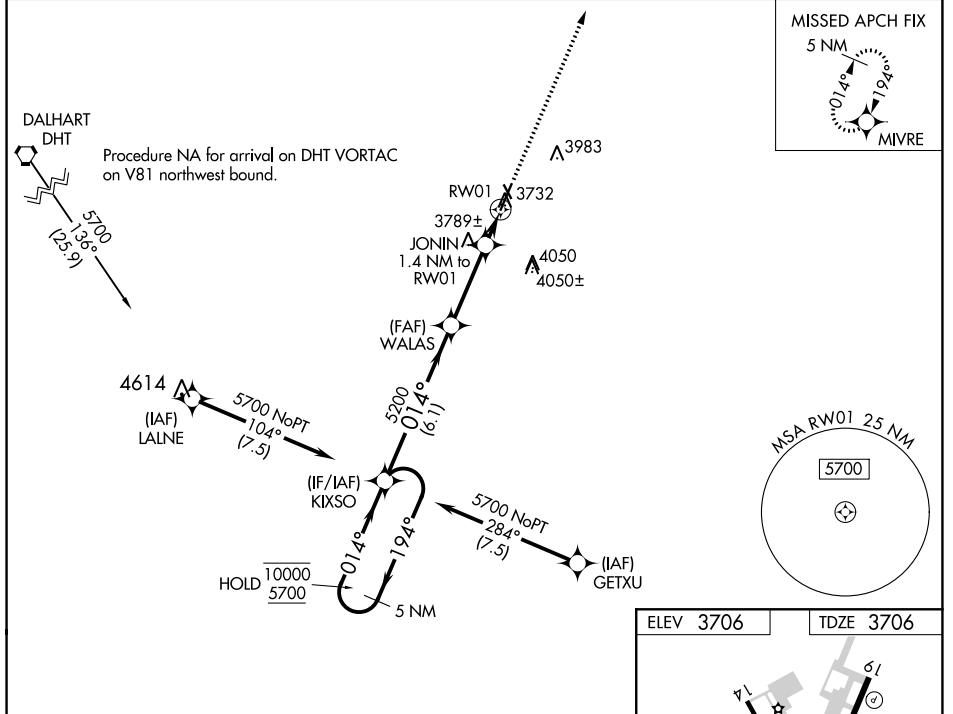 MISSED APCH FIX
5 NM
014°
194°
MIVRE
DALHART
DHT
Procedure NA for arrival on DHT VORTAC
on V81 northwest bound.
5700
136°
(25.9)
3983
RW01
3732
3789±
JONIN
1.4 NM to
RW01
4050
4050±
(FAF)
WALAS
5200
014°
(6.1)
4614
(IAF)
LALNE
5700 NoPT
104°
(7.5)
(IF/IAF)
KIXSO
014°
194°
HOLD
10000
5700
5 NM
5700 NoPT
284°
(7.5)
(IAF)
GETXU
MSA RW01 25 NM
5700
ELEV 3706
TDZE 3706
14
19
P